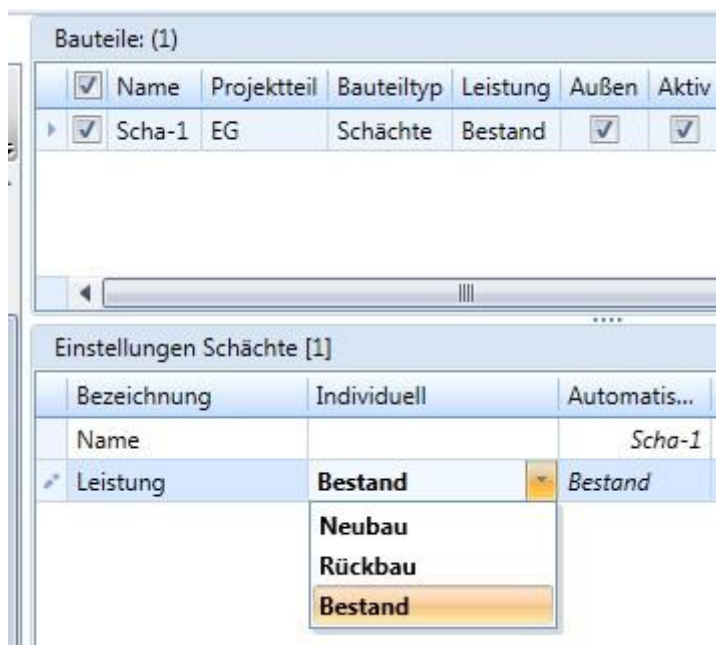 Bauteile: (1)
Name Projektteil Bauteiltyp Leistung Außen Aktiv
Scha-1 EG Schächte Bestand
Einstellungen Schächte [1]
Bezeichnung Individuell Automatis...
Name Scha-1
Leistung Bestand Bestand
Neubau
Rückbau
Bestand